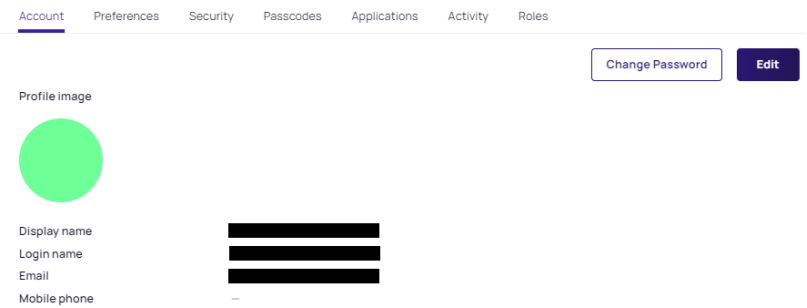 Account Preferences Security Passcodes Applications Activity Roles
Change Password Edit
Profile image
Display name
Login name
Email
Mobile phone —